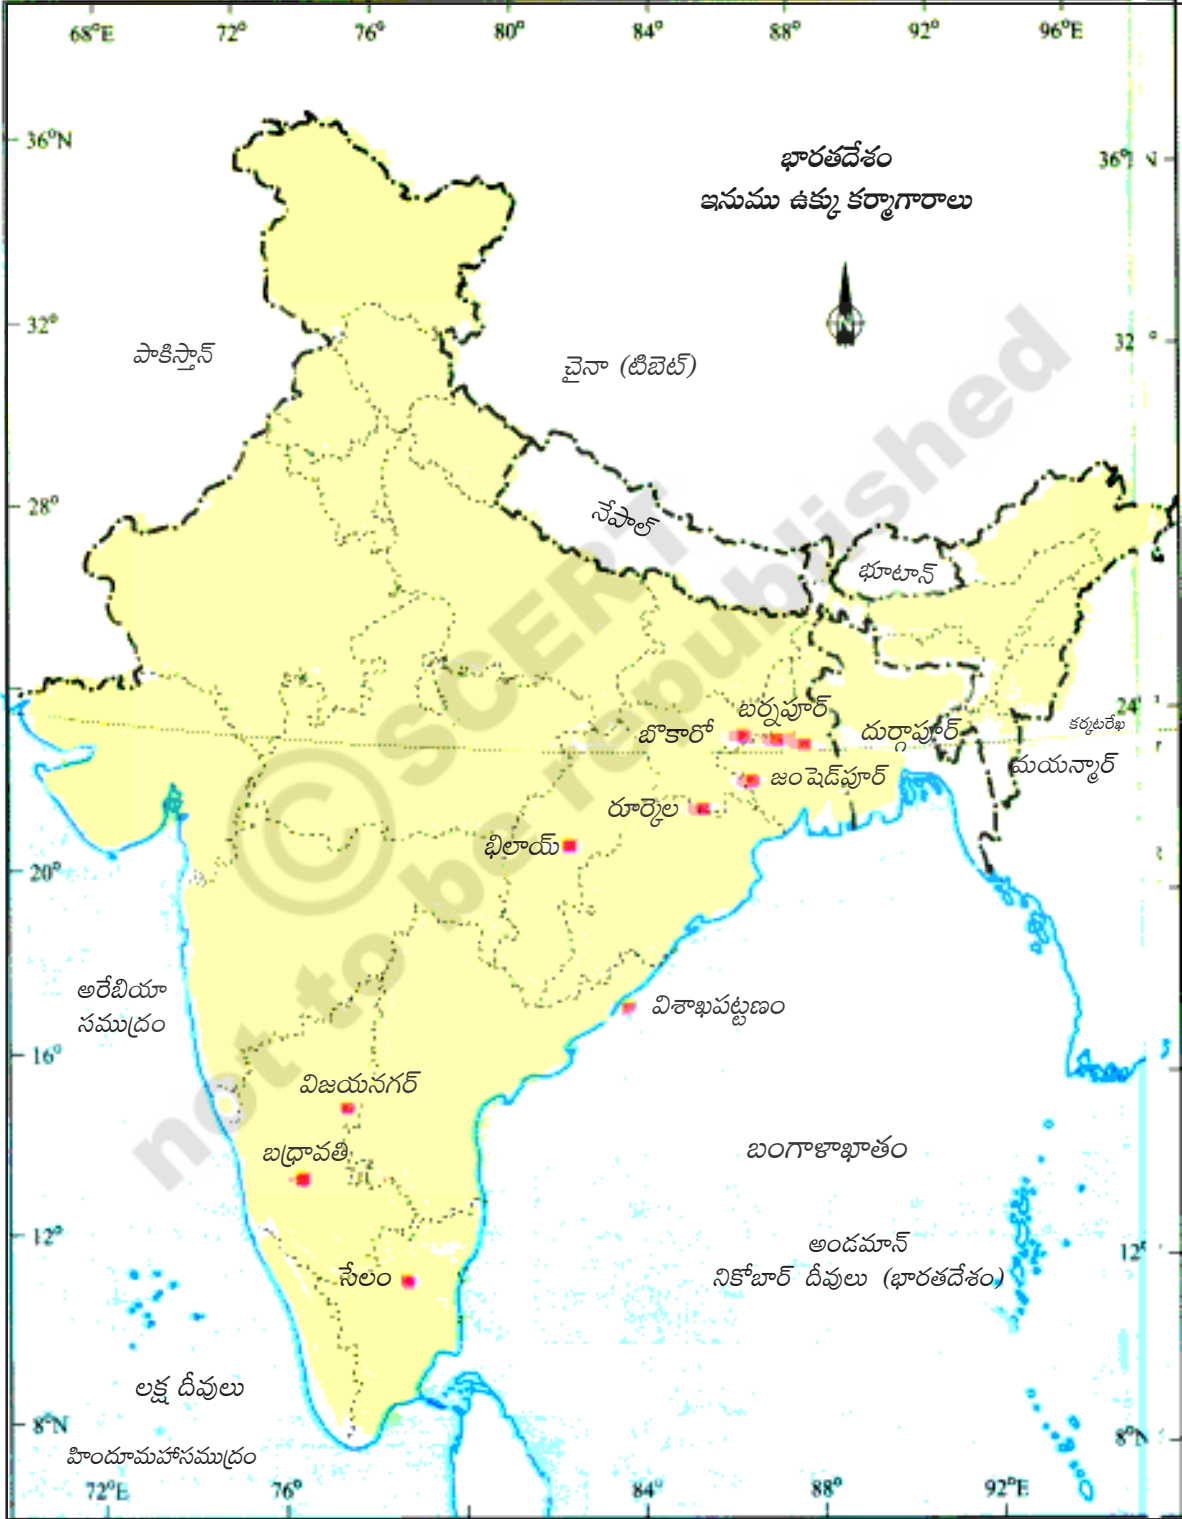 68°E 72° 76° 80° 84° 88° 92° 96°E
36°N
భారతదేశం
36° N
ఇనుము ఉక్కు కర్మాగారాలు
N
32°
32°
పాకిస్తాన్
చైనా (టిబెట్)
28°
నేపాల్
భూటాన్
24°
24°
బర్నపూర్
బొకారో
దుర్గాపూర్
కర్కటరేఖ
మయన్మార్
జంషెడ్‌పూర్
రూర్కెల
భిలాయ్
20°
అరేబియా
సముద్రం
విశాఖపట్టణం
16°
విజయనగర్
బధ్రావతి
బంగాళాఖాతం
12°
12°
అండమాన్
నికోబార్ దీవులు (భారతదేశం)
సేలం
లక్ష దీవులు
8°N
8°N
హిందూమహాసముద్రం
72°E 76° 84° 88° 92°E
© SCERT
not to be republished